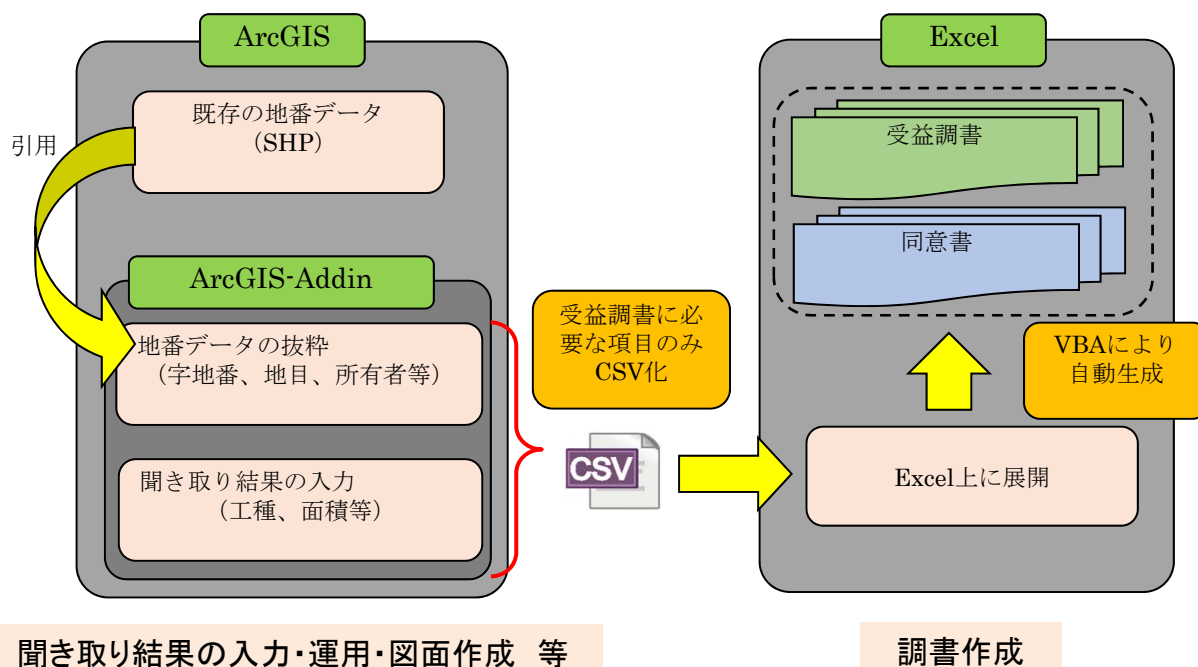 ArcGIS
既存の地番データ
(SHP)
引用
ArcGIS-Addin
地番データの抜粋
(字地番、地目、所有者等)
聞き取り結果の入力
(工種、面積等)
受益調書に必
要な項目のみ
CSV化
CSV
Excel
受益調書
同意書
VBAにより
自動生成
Excel上に展開
聞き取り結果の入力・運用・図面作成　等
調書作成